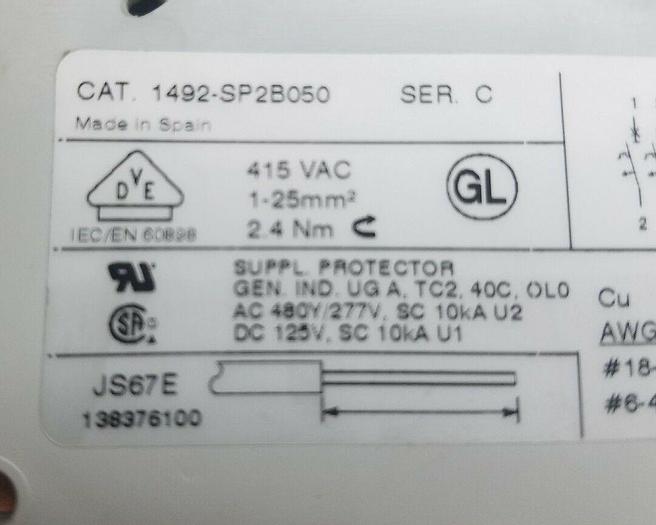 CAT. 1492-SP2B050 SER. C
Made in Spain
DVE
415 VAC
1-25mm²
2.4 Nm
GL
IEC/EN 60898
1
2
SUPPL. PROTECTOR
GEN. IND. UG A, TC2, 40C, OL0
AC 480Y/277V, SC 10kA U2
DC 125V, SC 10kA U1
SA
Cu
AWG
#18-
#6-4
JS67E
138376100